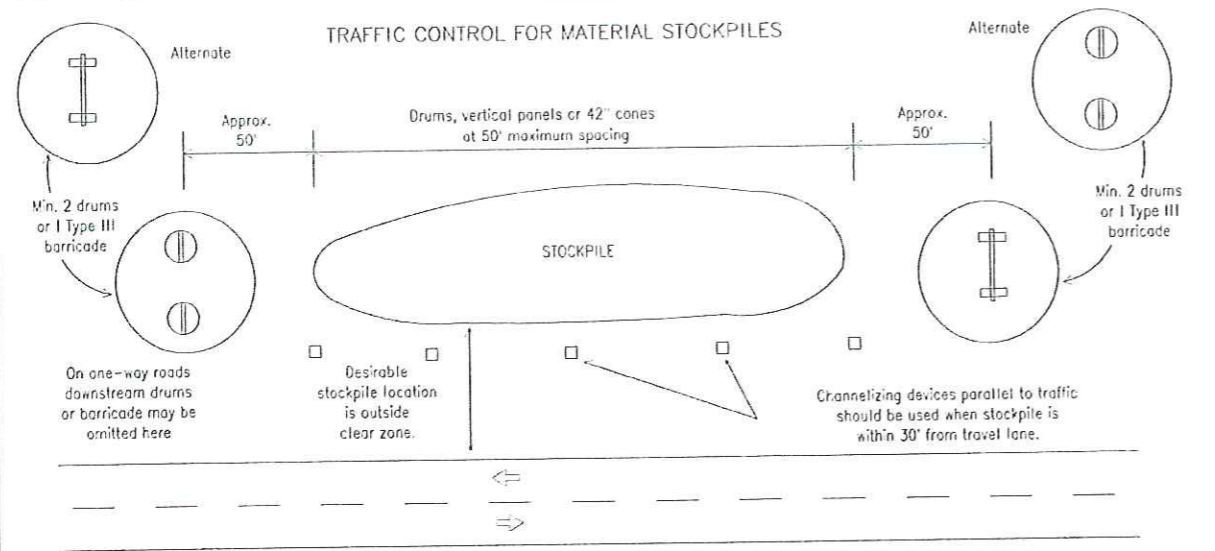 TRAFFIC CONTROL FOR MATERIAL STOCKPILES
Alternate
Alternate
Approx.
50'
Drums, vertical panels or 42" cones
at 50' maximum spacing
Approx.
50'
Min. 2 drums
or 1 Type III
barricade
Min. 2 drums
or 1 Type III
barricade
STOCKPILE
On one-way roads
downstream drums
or barricade may be
omitted here
Desirable
stockpile location
is outside
clear zone.
Channelizing devices parallel to traffic
should be used when stockpile is
within 30' from travel lane.